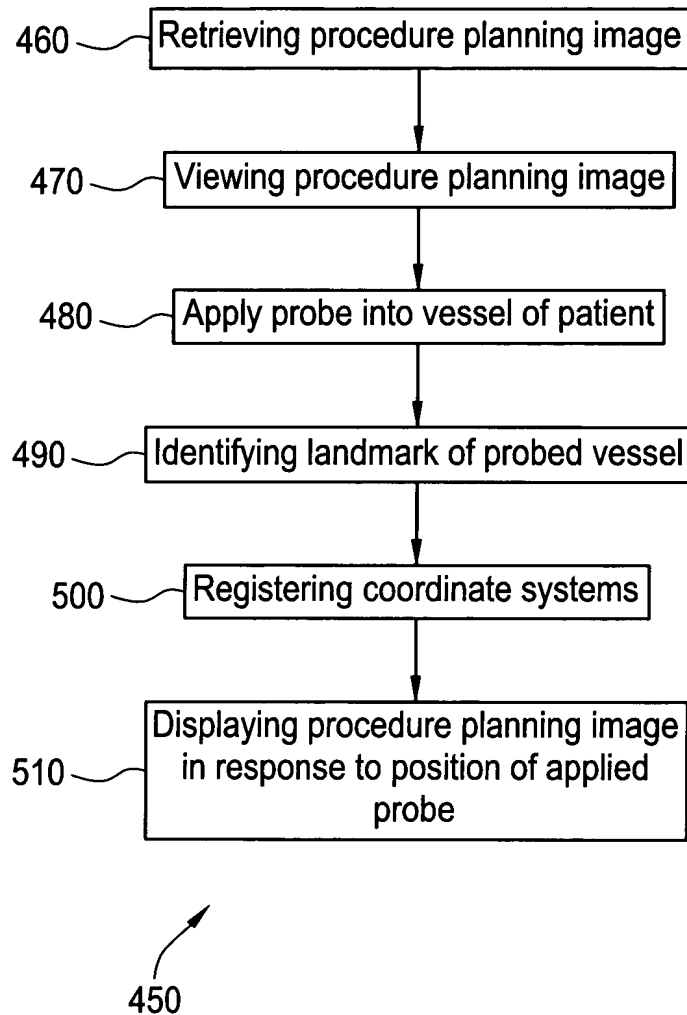 460
Retrieving procedure planning image
470
Viewing procedure planning image
480
Apply probe into vessel of patient
490
Identifying landmark of probed vessel
500
Registering coordinate systems
510
Displaying procedure planning image
in response to position of applied
probe
450